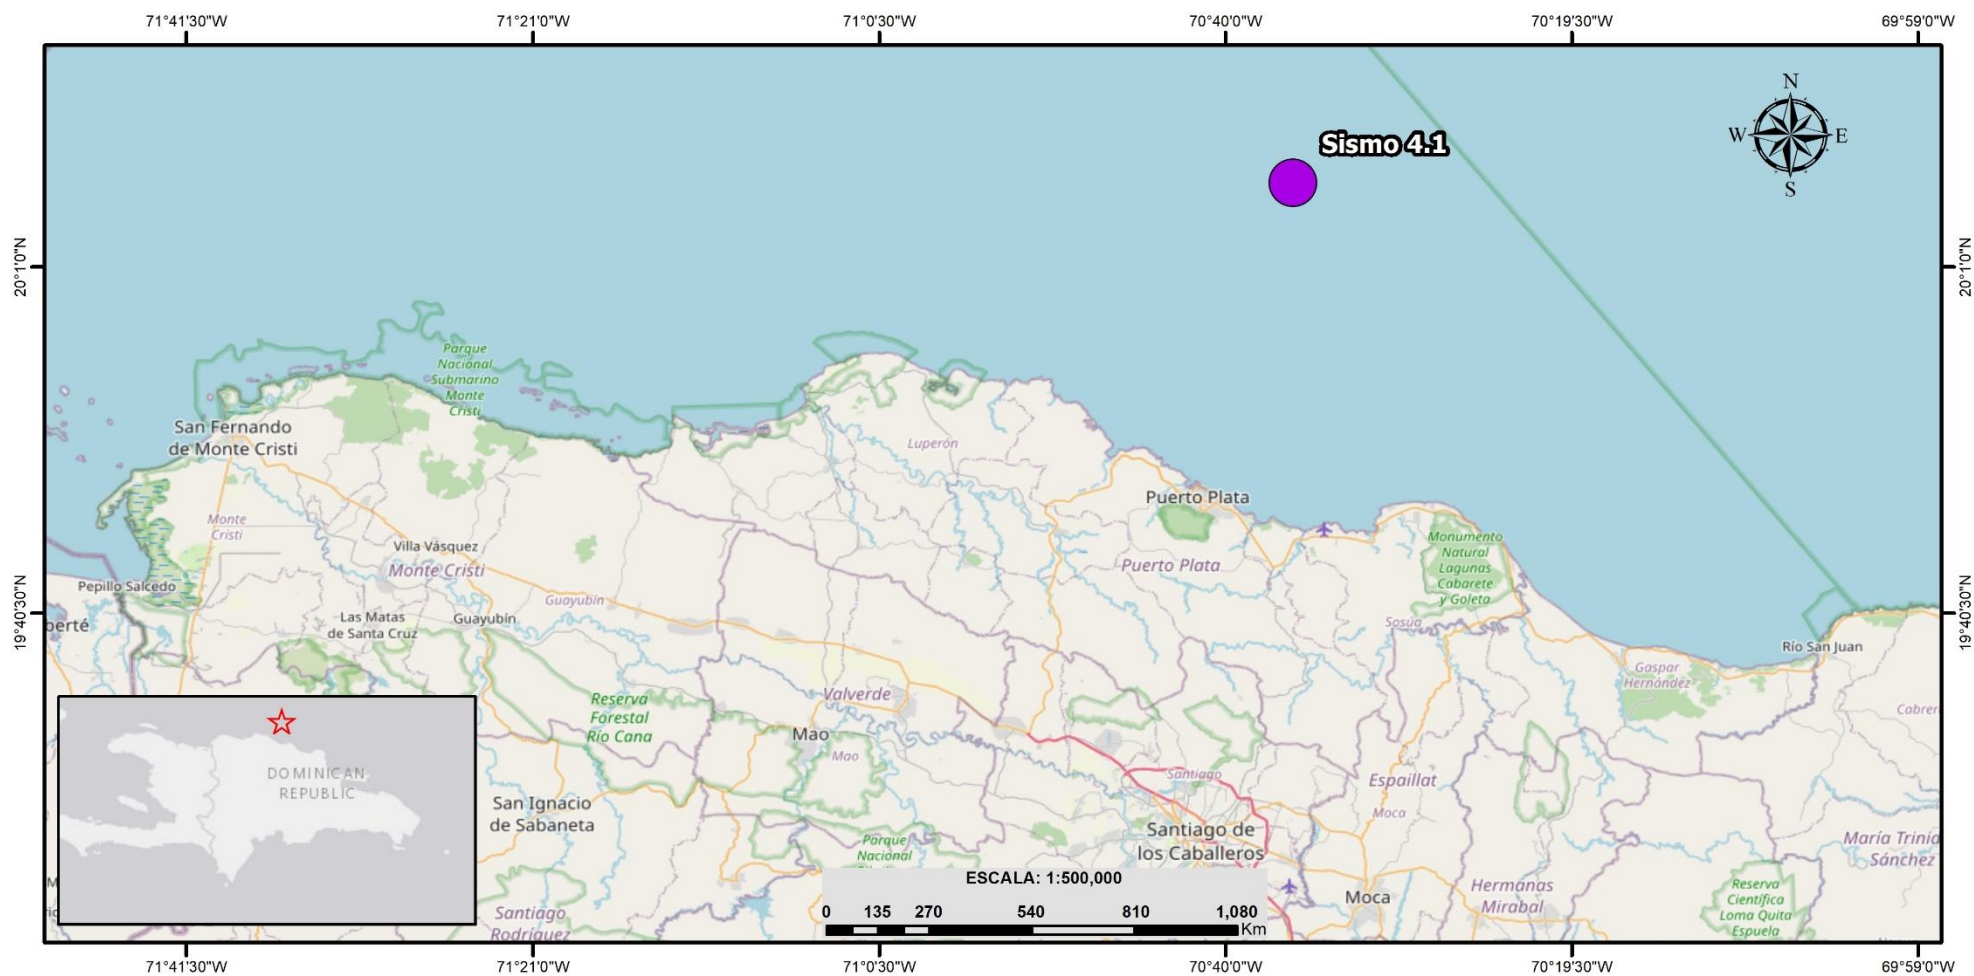 71°41'30"W
71°21'0"W
71°0'30"W
70°40'0"W
70°19'30"W
69°59'0"W
N
W
E
S
Sismo 4.1
20°1'0"N
20°1'0"N
Parque
Nacional
Submarino
Monte
Cristi
San Fernando
de Monte Cristi
Luperón
Puerto Plata
Monte
Cristi
Villa Vásquez
Monte Cristi
Puerto Plata
Monumento
Natural
Lagunas
Cabarete
y Goleta
Pepillo Salcedo
Guayubín
Las Matas
de Santa Cruz
Guayubín
19°40'30"N
19°40'30"N
berté
Sosúa
Río San Juan
Gaspar
Hernández
Reserva
Forestal
Río Cana
Valverde
Cabrer
Mao
Mao
Santiago
Espaillat
Moca
DOMINICAN
REPUBLIC
San Ignacio
de Sabaneta
Santiago de
los Caballeros
María Trinia
Sánchez
Parque
Nacional
ESCALA: 1:500,000
0 135 270 540 810 1,080
Km
Moca
Hermanas
Mirabal
Reserva
Científica
Loma Quita
Espuela
Santiago
Rodríguez
71°41'30"W
71°21'0"W
71°0'30"W
70°40'0"W
70°19'30"W
69°59'0"W